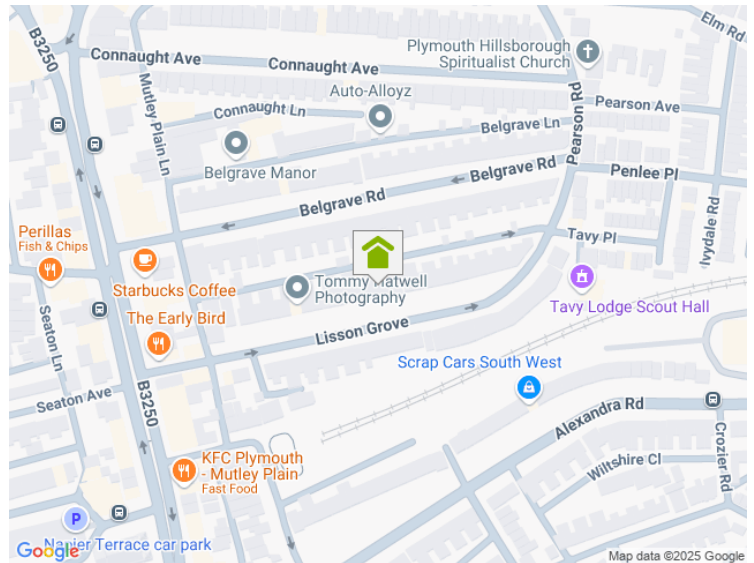 B3250
Connaught Ave
Connaught Ave
Mutley Plain Ln
Plymouth Hillsborough
Spiritualist Church
Elm Rd
Auto-Alloyz
Connaught Ln
Pearson Ave
Belgrave Ln
Pearson Rd
Belgrave Manor
Belgrave Rd
Penlee Pl
Belgrave Rd
Ivydale Rd
Perillas
Fish & Chips
Tavy Pl
Starbucks Coffee
Tommy Hatwell
Photography
Tavy Lodge Scout Hall
The Early Bird
Lisson Grove
Seaton Ln
Scrap Cars South West
Seaton Ave
B3250
Alexandra Rd
Crozier Rd
KFC Plymouth
- Mutley Plain
Fast Food
Wiltshire Cl
P
Napier Terrace car park
Google
Map data ©2025 Google